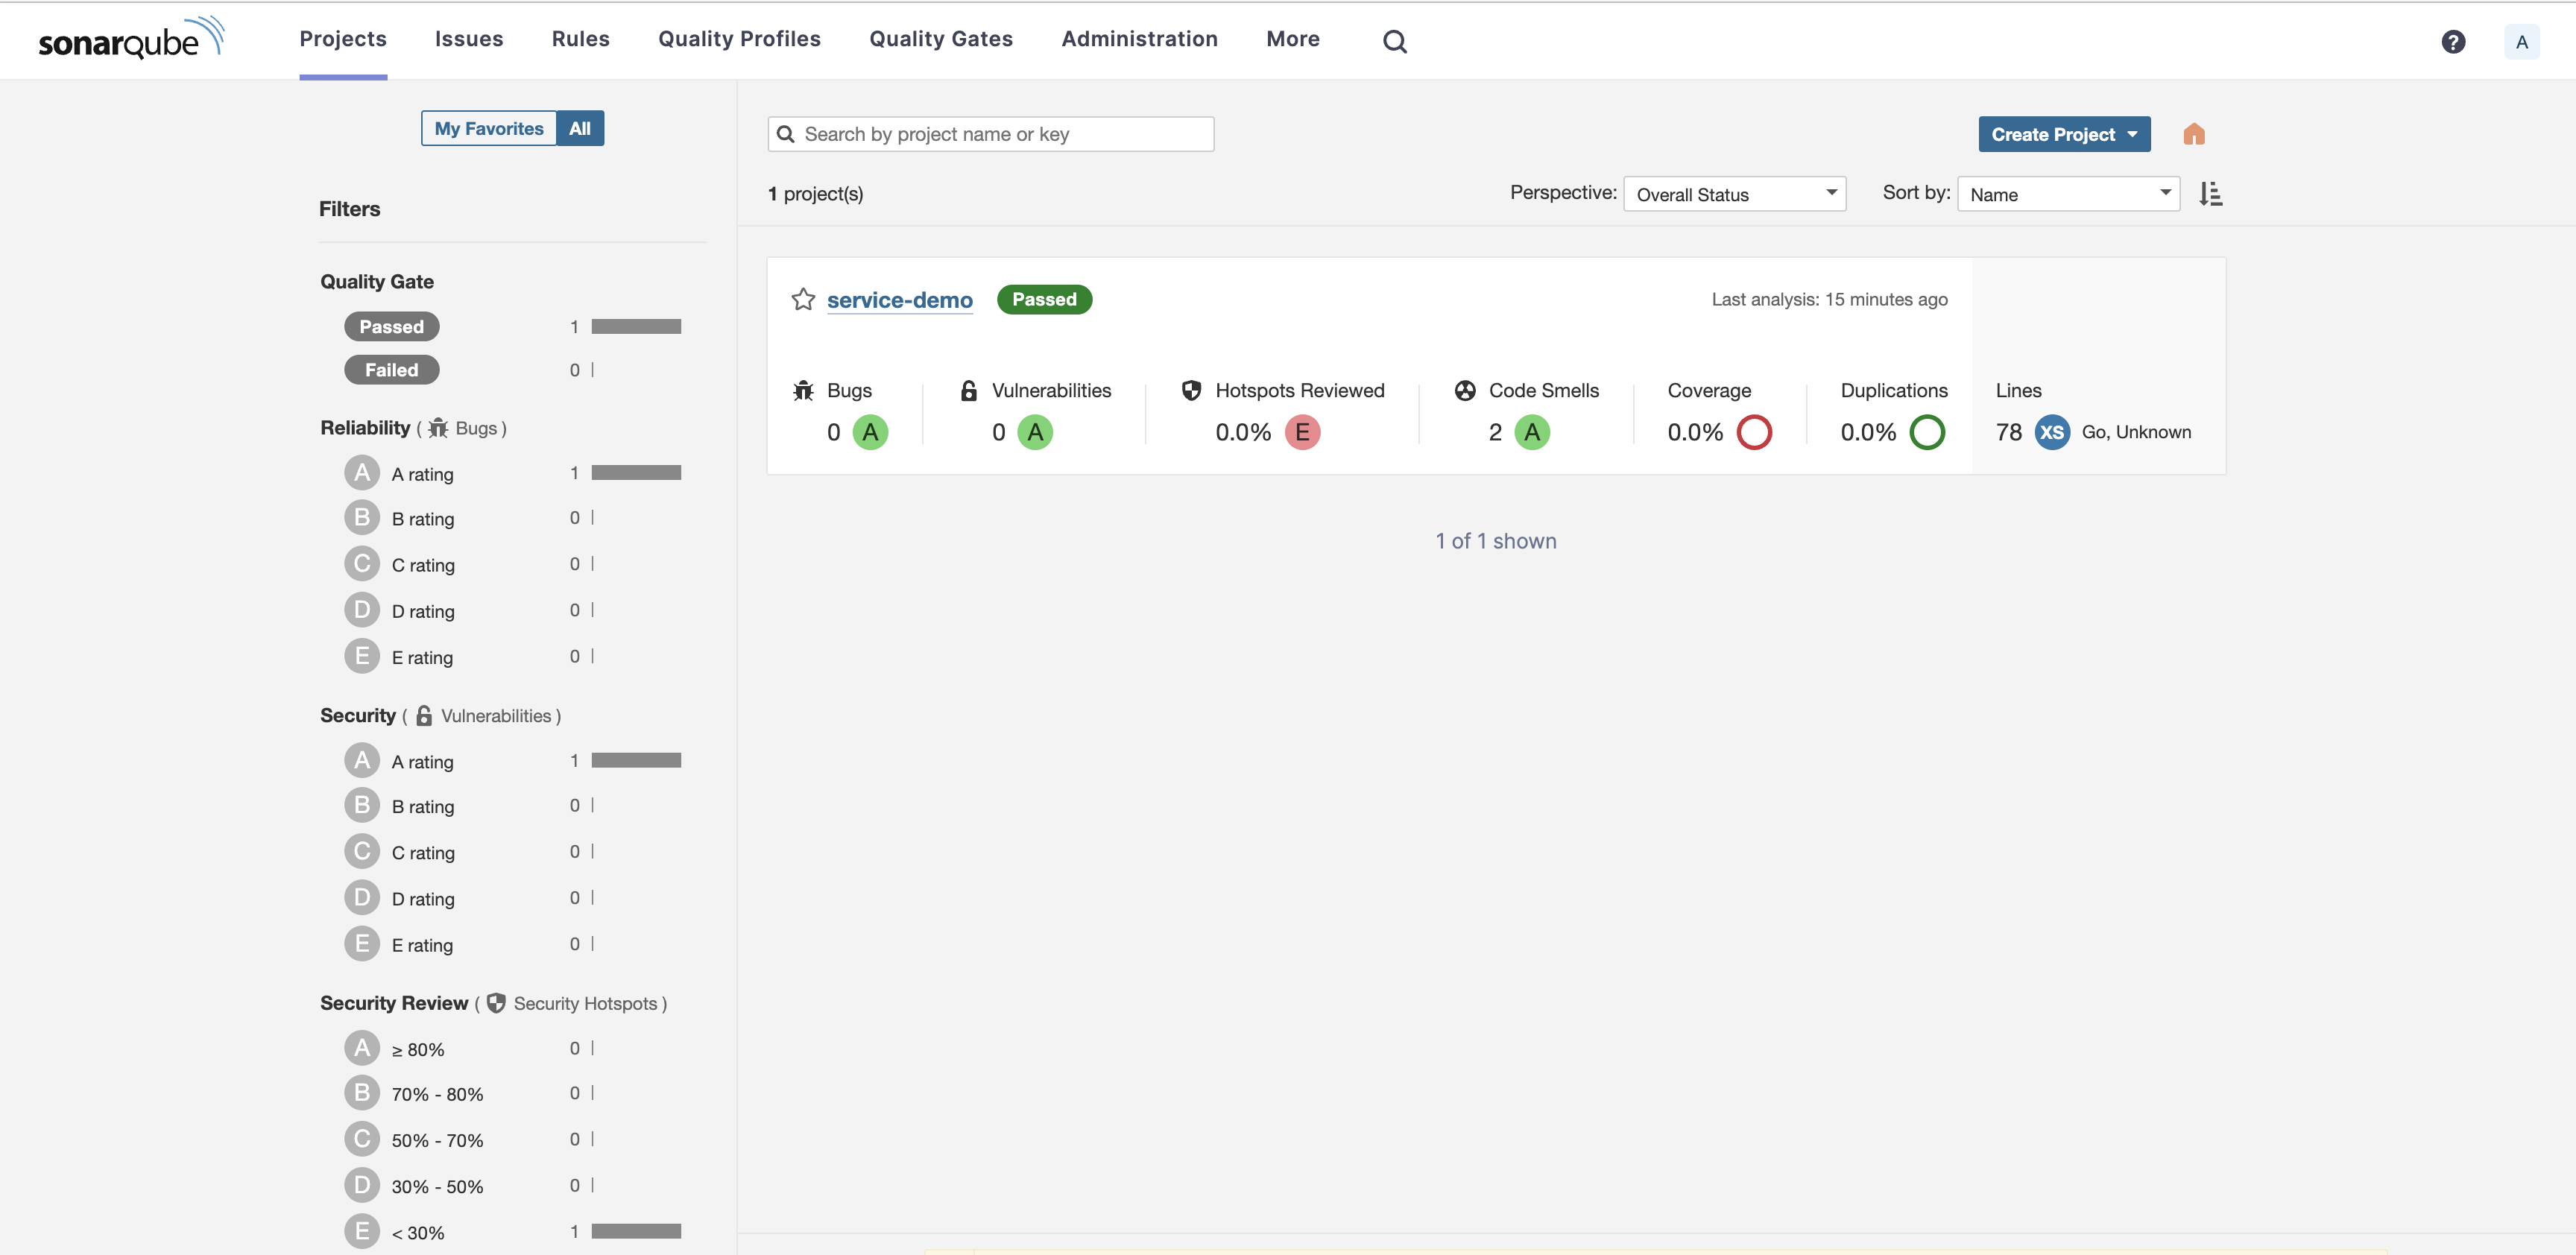 sonarqube Projects Issues Rules Quality Profiles Quality Gates Administration More ? A
My Favorites All
Search by project name or key
Create Project
1 project(s)
Perspective: Overall Status
Sort by: Name
Filters
Quality Gate
Passed 1
Failed 0
Reliability ( Bugs )
A A rating 1
B B rating 0
C C rating 0
D D rating 0
E E rating 0
Security ( Vulnerabilities )
A A rating 1
B B rating 0
C C rating 0
D D rating 0
E E rating 0
Security Review ( Security Hotspots )
A ≥ 80% 0
B 70% - 80% 0
C 50% - 70% 0
D 30% - 50% 0
E < 30% 1
service-demo Passed
Last analysis: 15 minutes ago
Bugs
0 A
Vulnerabilities
0 A
Hotspots Reviewed
0.0% E
Code Smells
2 A
Coverage
0.0%
Duplications
0.0%
Lines
78 XS Go, Unknown
1 of 1 shown